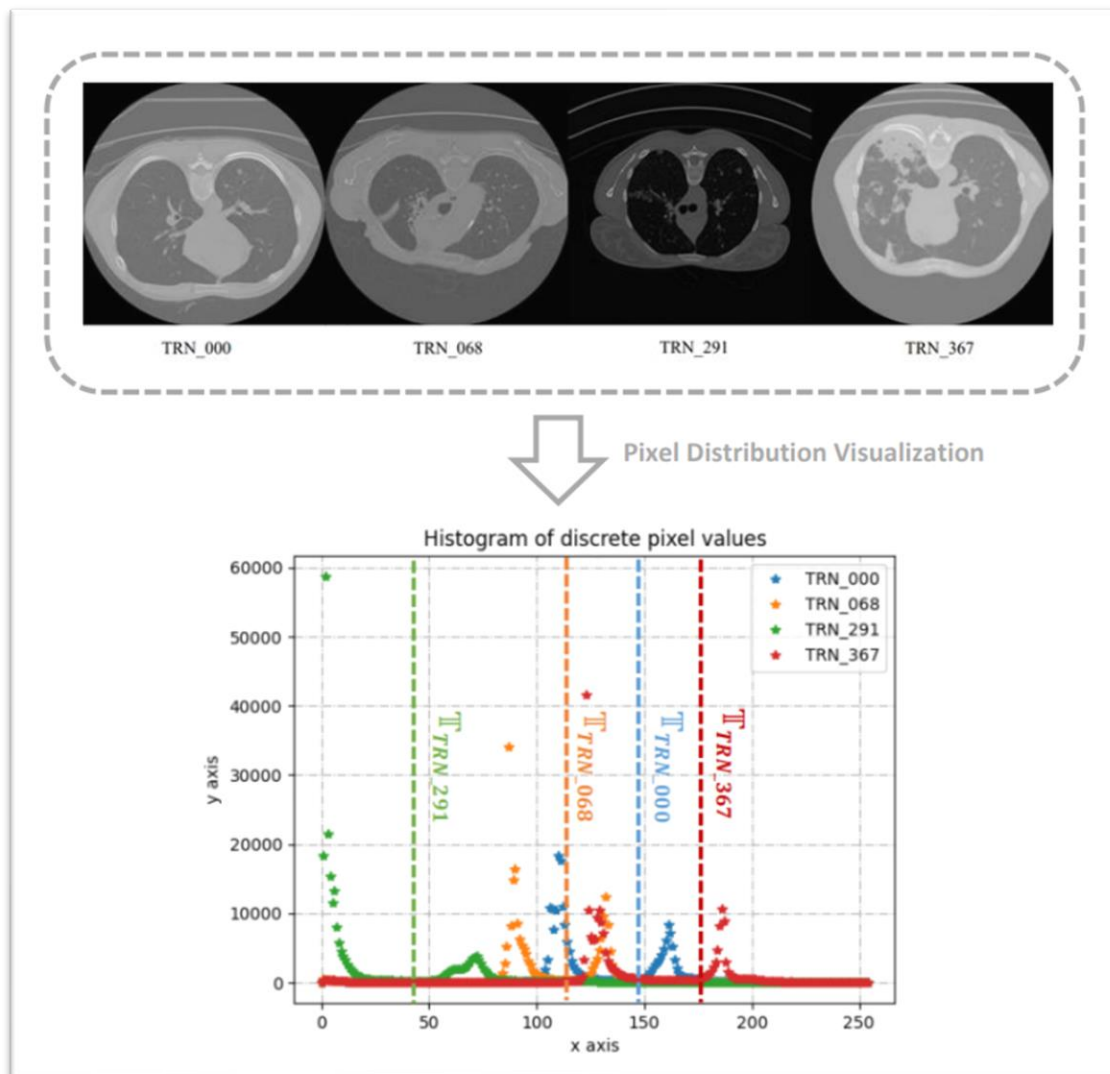 TRN_000 TRN_068 TRN_291 TRN_367
Pixel Distribution Visualization
Histogram of discrete pixel values
60000
50000
40000
30000
20000
10000
0
y axis
0 50 100 150 200 250
x axis
TRN_000
TRN_068
TRN_291
TRN_367
𝕋TRN_291
𝕋TRN_068
𝕋TRN_000
𝕋TRN_367